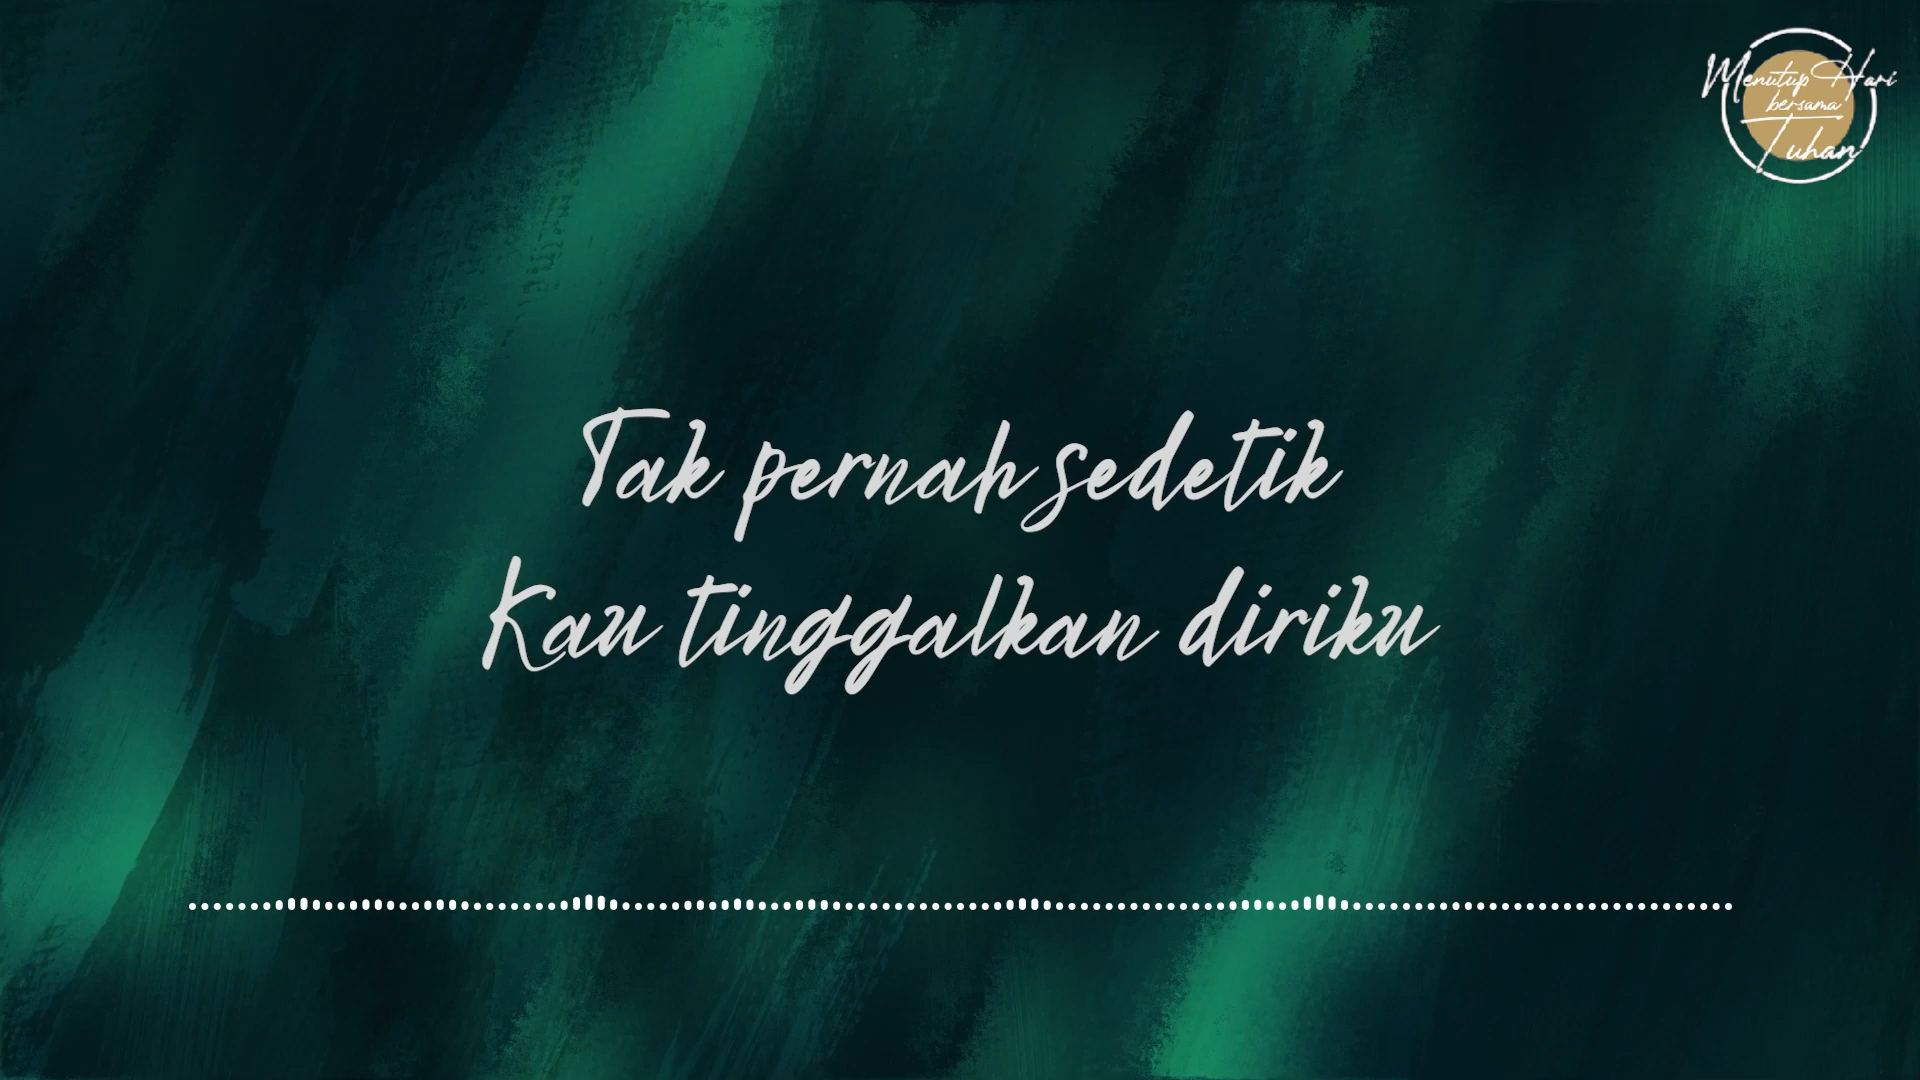 Menutup Hari
bersama
Tuhan
Tak pernah sedetik
Kau tinggalkan diriku